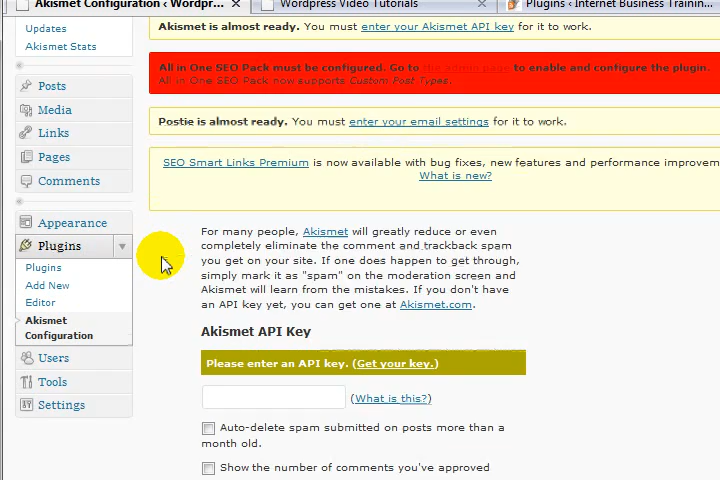 Akismet Configuration ‹ Wordpr...
Wordpress Video Tutorials
Plugins ‹ Internet Business Trainin...
Updates
Akismet Stats
Posts
Media
Links
Pages
Comments
Appearance
Plugins
Plugins
Add New
Editor
Akismet
Configuration
Users
Tools
Settings
Akismet is almost ready. You must enter your Akismet API key for it to work.
All in One SEO Pack must be configured. Go to the admin page to enable and configure the plugin.
All in One SEO Pack now supports Custom Post Types.
Postie is almost ready. You must enter your email settings for it to work.
SEO Smart Links Premium is now available with bug fixes, new features and performance improvem
What is new?
For many people, Akismet will greatly reduce or even
completely eliminate the comment and trackback spam
you get on your site. If one does happen to get through,
simply mark it as "spam" on the moderation screen and
Akismet will learn from the mistakes. If you don't have
an API key yet, you can get one at Akismet.com.
Akismet API Key
Please enter an API key. (Get your key.)
(What is this?)
Auto-delete spam submitted on posts more than a
month old.
Show the number of comments you've approved